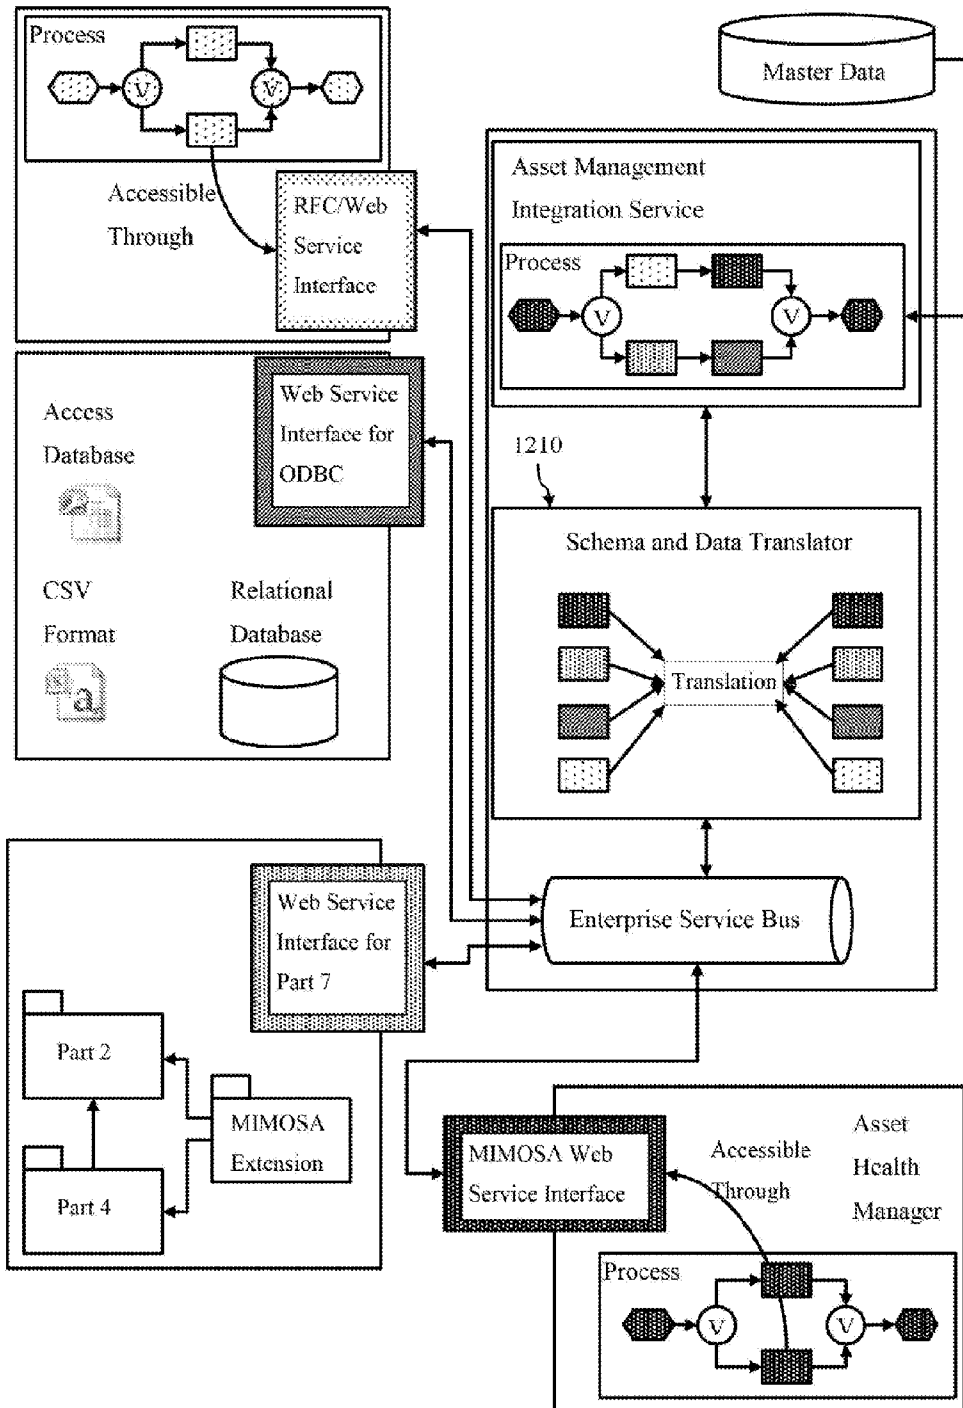 Process
V
V
Accessible
Through
RFC/Web
Service
Interface
Master Data
Asset Management
Integration Service
Process
V
V
Access
Database
Web Service
Interface for
ODBC
CSV
Format
a,
Relational
Database
1210
Schema and Data Translator
Translation
Enterprise Service Bus
Web Service
Interface for
Part 7
Part 2
MIMOSA
Extension
Part 4
MIMOSA Web
Service Interface
Accessible
Through
Asset
Health
Manager
Process
V
V